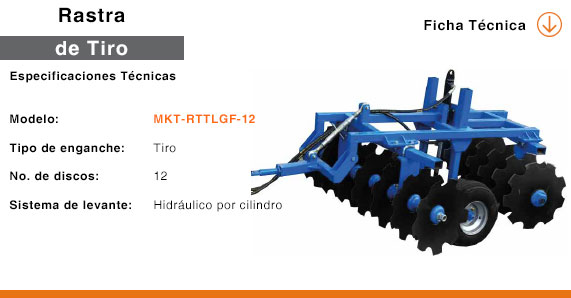 Rastra
de Tiro
Ficha Técnica
Especificaciones Técnicas
Modelo: MKT-RTTLGF-12
Tipo de enganche: Tiro
No. de discos: 12
Sistema de levante: Hidráulico por cilindro